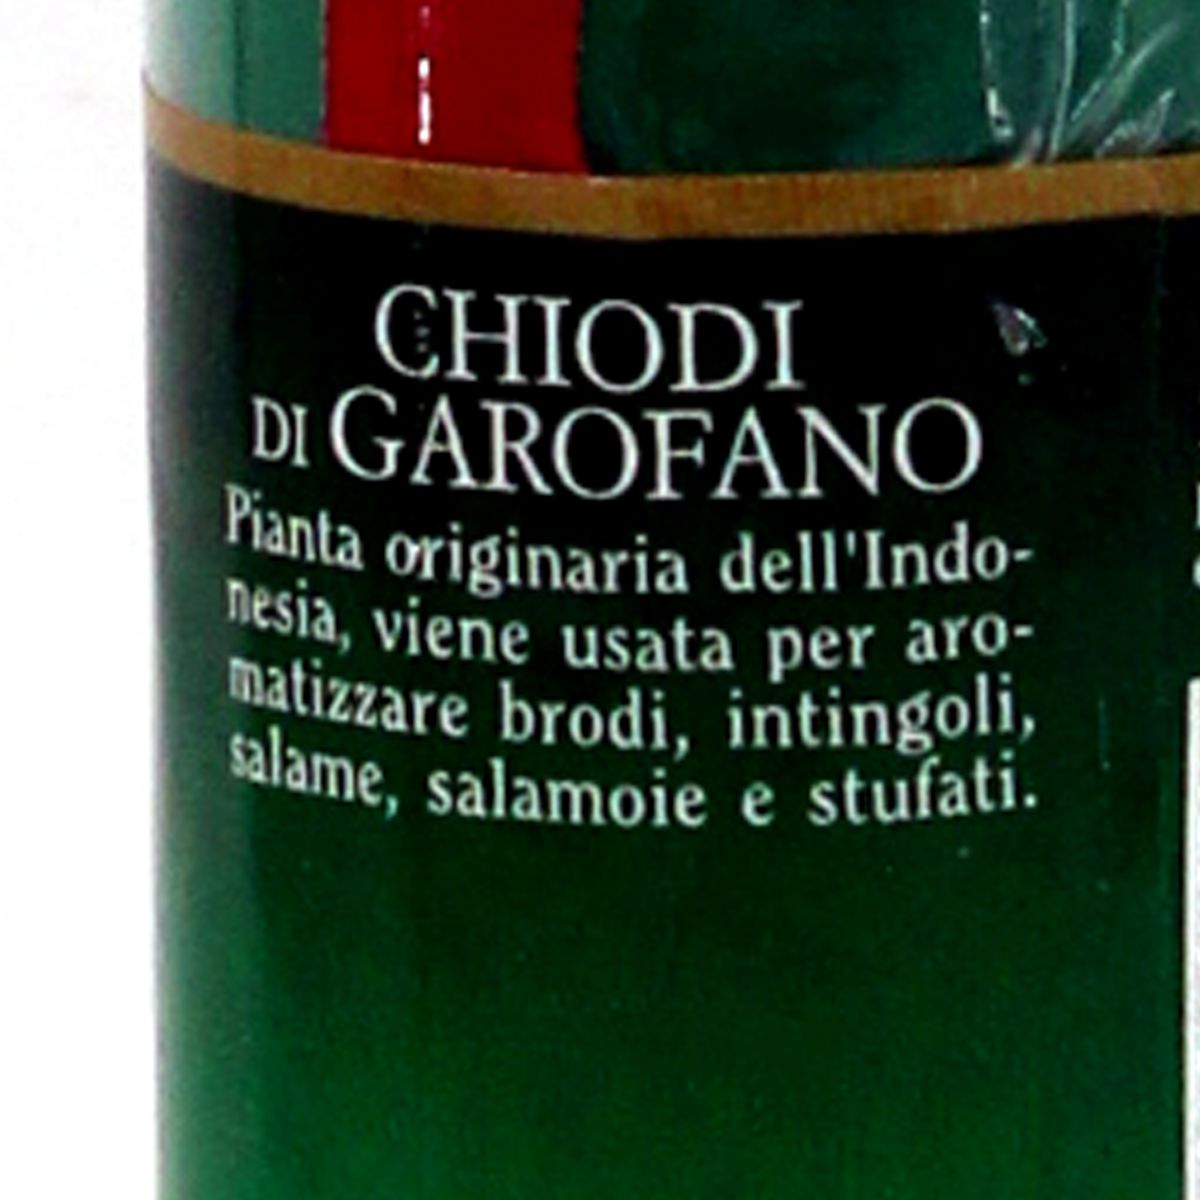 CHIODI
DI GAROFANO
Pianta originaria dell'Indo-
nesia, viene usata per aro-
matizzare brodi, intingoli,
salame, salamoie e stufati.